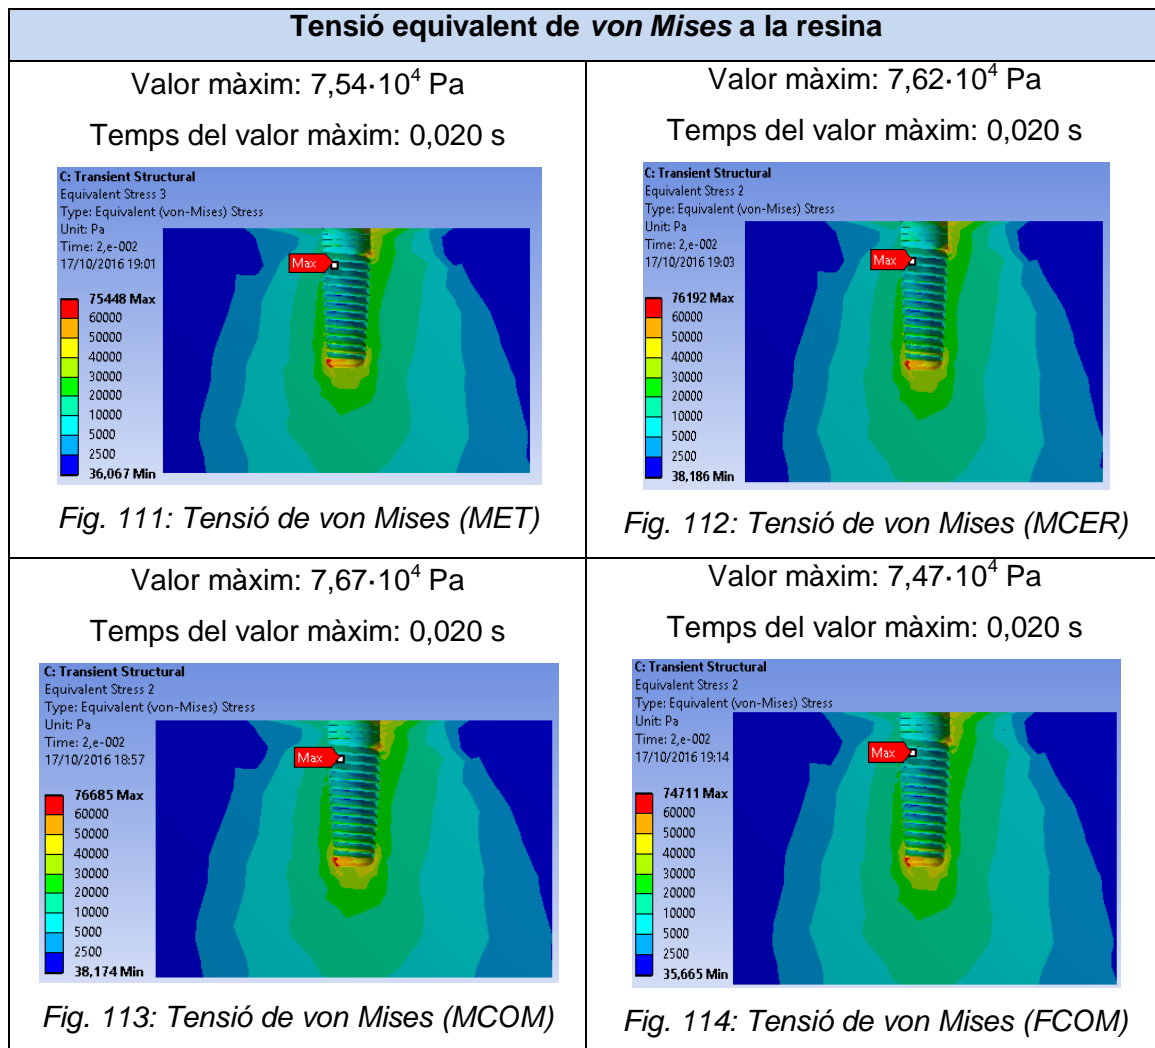 Tensió equivalent de von Mises a la resina
Valor màxim: 7,54·10⁴ Pa
Temps del valor màxim: 0,020 s
C: Transient Structural
Equivalent Stress 3
Type: Equivalent (von-Mises) Stress
Unit: Pa
Time: 2,e-002
17/10/2016 19:01
Max
75448 Max
60000
50000
40000
30000
20000
10000
5000
2500
36,067 Min
Fig. 111: Tensió de von Mises (MET)
Valor màxim: 7,62·10⁴ Pa
Temps del valor màxim: 0,020 s
C: Transient Structural
Equivalent Stress 2
Type: Equivalent (von-Mises) Stress
Unit: Pa
Time: 2,e-002
17/10/2016 19:03
Max
76192 Max
60000
50000
40000
30000
20000
10000
5000
2500
38,186 Min
Fig. 112: Tensió de von Mises (MCER)
Valor màxim: 7,67·10⁴ Pa
Temps del valor màxim: 0,020 s
C: Transient Structural
Equivalent Stress 2
Type: Equivalent (von-Mises) Stress
Unit: Pa
Time: 2,e-002
17/10/2016 18:57
Max
76685 Max
60000
50000
40000
30000
20000
10000
5000
2500
38,174 Min
Fig. 113: Tensió de von Mises (MCOM)
Valor màxim: 7,47·10⁴ Pa
Temps del valor màxim: 0,020 s
C: Transient Structural
Equivalent Stress 2
Type: Equivalent (von-Mises) Stress
Unit: Pa
Time: 2,e-002
17/10/2016 19:14
Max
74711 Max
60000
50000
40000
30000
20000
10000
5000
2500
35,665 Min
Fig. 114: Tensió de von Mises (FCOM)